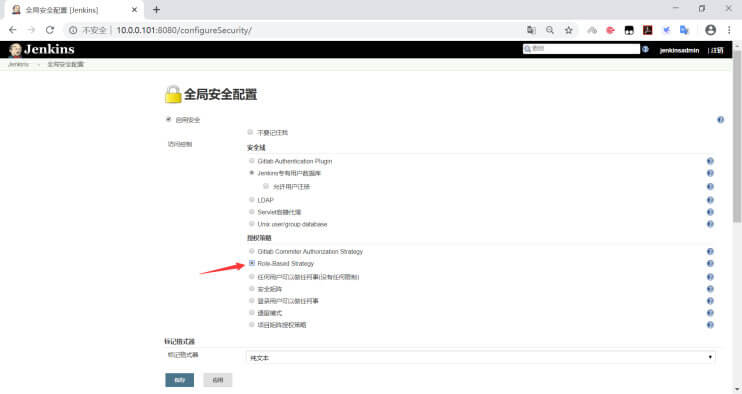 全局安全配置 [Jenkins]
不安全 | 10.0.0.101:8080/configureSecurity/
Jenkins
查找
jenkinsadmin | 注销
Jenkins 全局安全配置
全局安全配置
启用安全
不要记住我
访问控制
安全域
Gitlab Authentication Plugin
Jenkins专有用户数据库
允许用户注册
LDAP
Servlet容器代理
Unix user/group database
授权策略
Gitlab Committer Authorization Strategy
Role-Based Strategy
任何用户可以做任何事(没有任何限制)
安全矩阵
登录用户可以做任何事
遗留模式
项目矩阵授权策略
标记格式器
标记格式器
纯文本
保存
应用